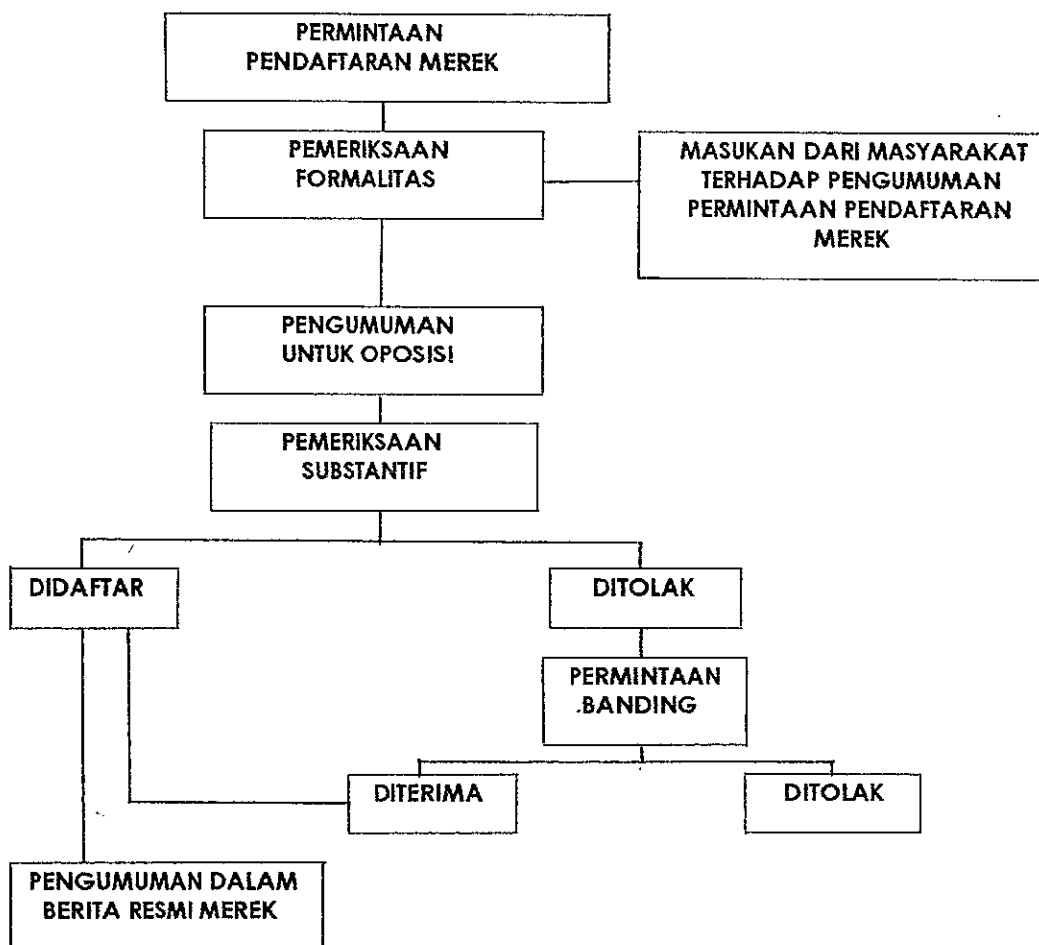 PERMINTAAN
PENDAFTARAN MEREK
PEMERIKSAAN
FORMALITAS
MASUKAN DARI MASYARAKAT
TERHADAP PENGUMUMAN
PERMINTAAN PENDAFTARAN
MEREK
PENGUMUMAN
UNTUK OPOSISI
PEMERIKSAAN
SUBSTANTIF
DIDAFTAR
DITOLAK
PERMINTAAN
BANDING
DITERIMA
DITOLAK
PENGUMUMAN DALAM
BERITA RESMI MEREK